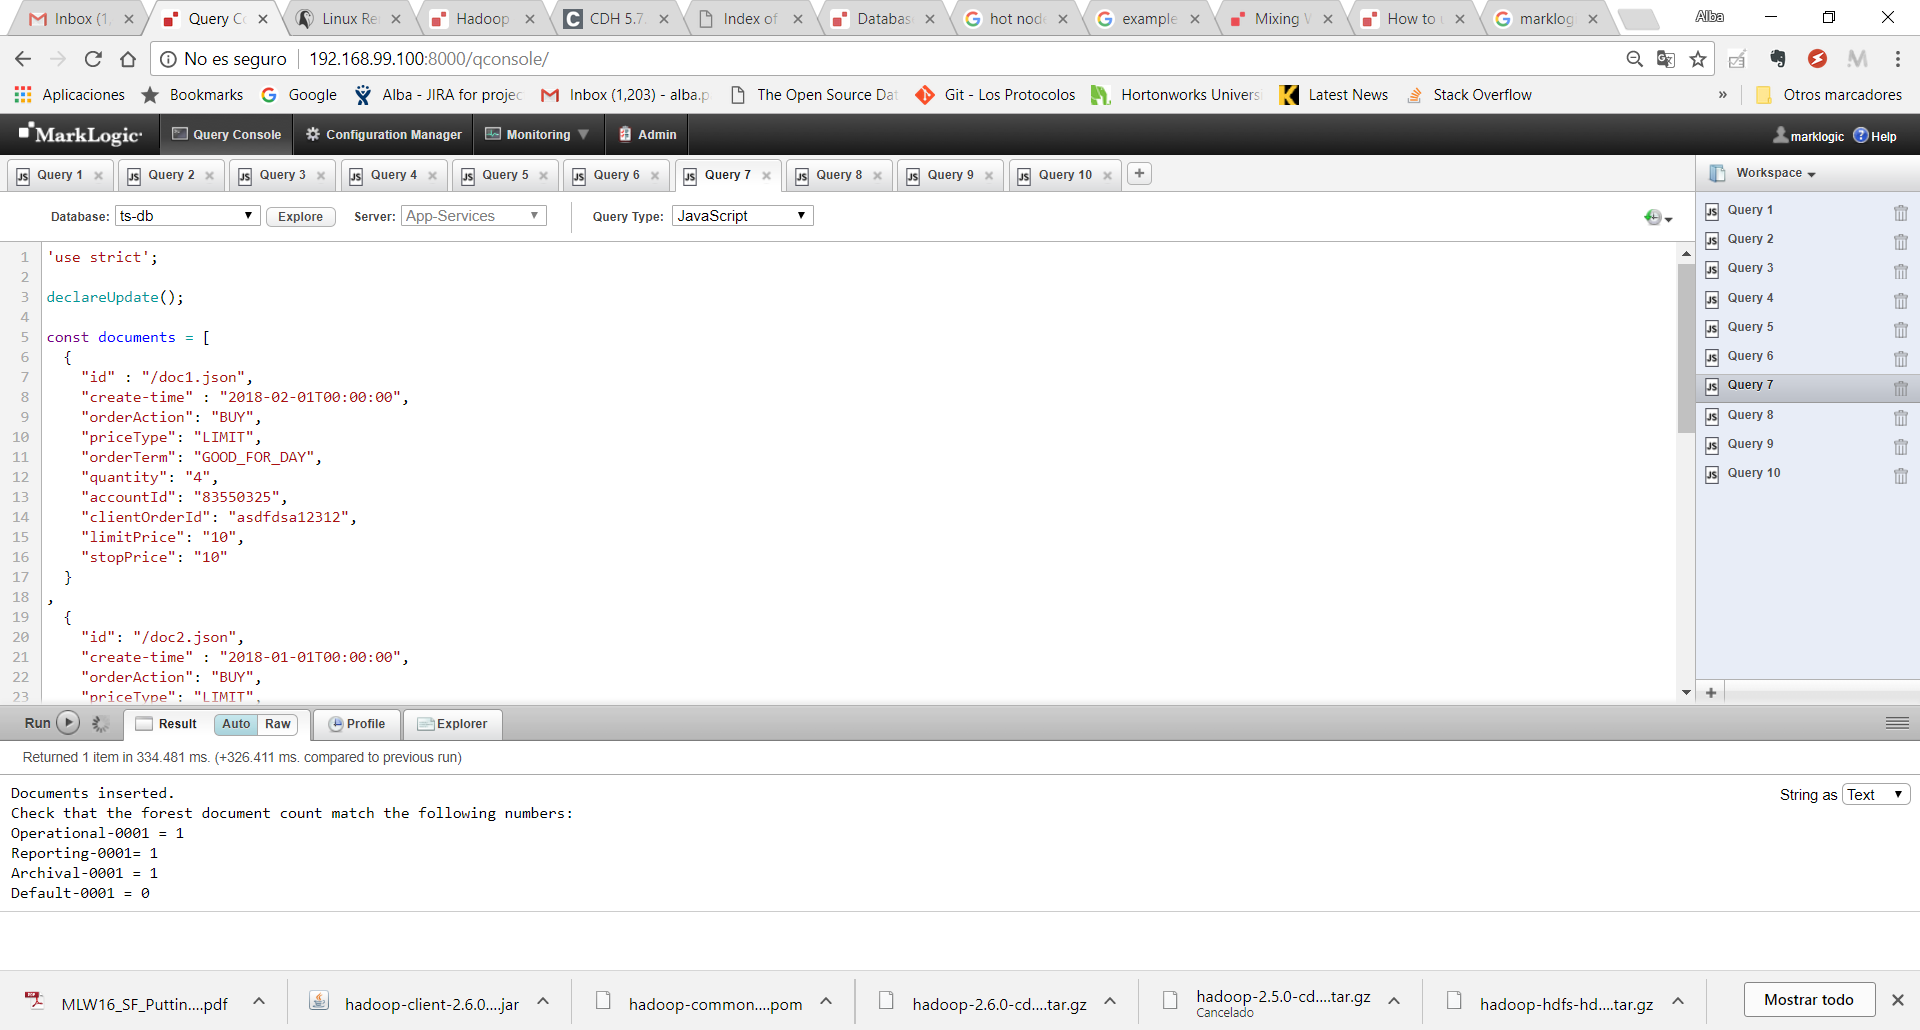 Inbox (1,
Query Co
Linux Re
Hadoop
CDH 5.7.
Index of
Databas
hot node
example
Mixing V
How to u
marklog
Alba
No es seguro
192.168.99.100:8000/qconsole/
Aplicaciones
Bookmarks
Google
Alba - JIRA for projec
Inbox (1,203) - alba.p
The Open Source Dat
Git - Los Protocolos
Hortonworks Universi
Latest News
Stack Overflow
»
Otros marcadores
MarkLogic
Query Console
Configuration Manager
Monitoring
Admin
marklogic
Help
Query 1
Query 2
Query 3
Query 4
Query 5
Query 6
Query 7
Query 8
Query 9
Query 10
Workspace
Database:
ts-db
Explore
Server:
App-Services
Query Type:
JavaScript
Query 1
Query 2
Query 3
Query 4
Query 5
Query 6
Query 7
Query 8
Query 9
Query 10
1 'use strict';
2
3 declareUpdate();
4
5 const documents = [
6 {
7 "id" : "/doc1.json",
8 "create-time" : "2018-02-01T00:00:00",
9 "orderAction": "BUY",
10 "priceType": "LIMIT",
11 "orderTerm": "GOOD_FOR_DAY",
12 "quantity": "4",
13 "accountId": "83550325",
14 "clientOrderId": "asdfdsa12312",
15 "limitPrice": "10",
16 "stopPrice": "10"
17 }
18 ,
19 {
20 "id": "/doc2.json",
21 "create-time" : "2018-01-01T00:00:00",
22 "orderAction": "BUY",
23 "priceType": "LIMIT",
Run
Result
Auto
Raw
Profile
Explorer
Returned 1 item in 334.481 ms. (+326.411 ms. compared to previous run)
Documents inserted.
Check that the forest document count match the following numbers:
Operational-0001 = 1
Reporting-0001= 1
Archival-0001 = 1
Default-0001 = 0
String as
Text
MLW16_SF_Puttin....pdf
hadoop-client-2.6.0....jar
hadoop-common....pom
hadoop-2.6.0-cd....tar.gz
hadoop-2.5.0-cd....tar.gz
Cancelado
hadoop-hdfs-hd....tar.gz
Mostrar todo